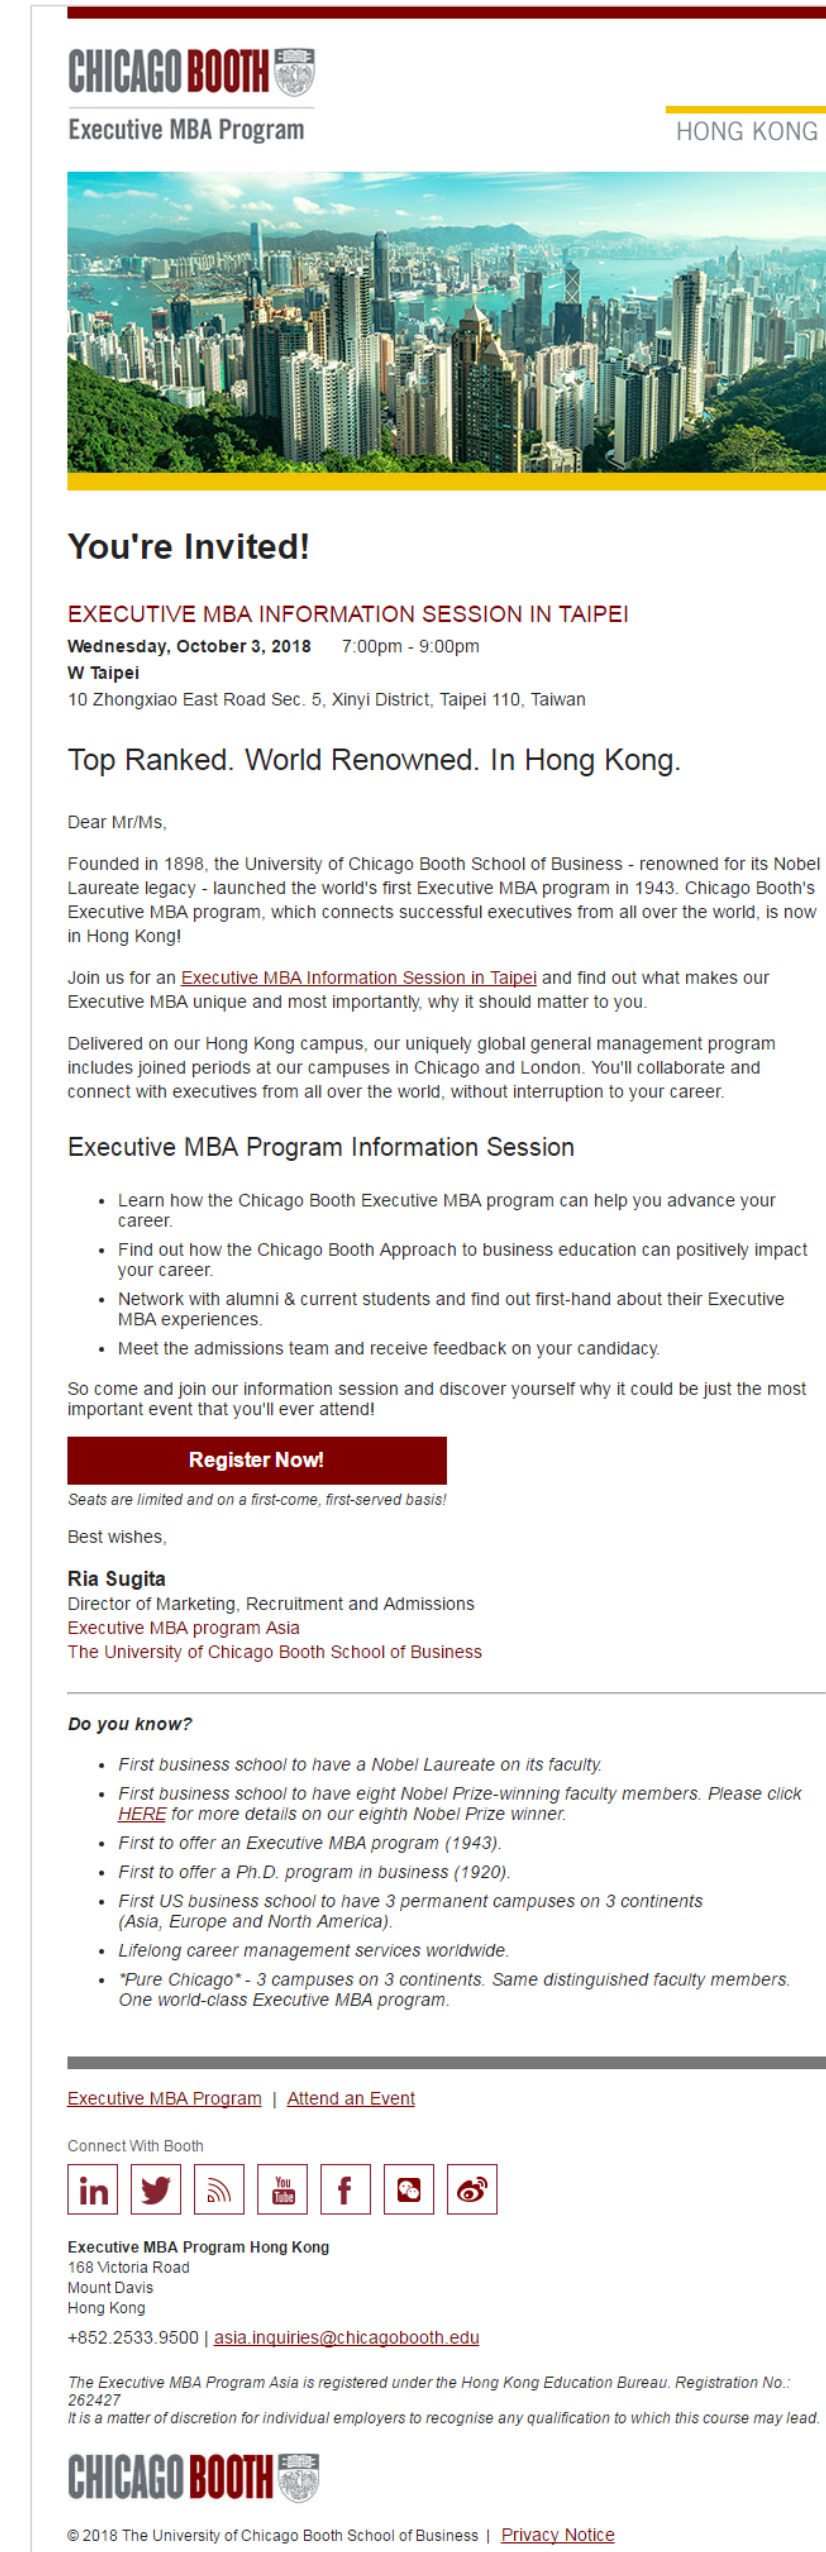 CHICAGO BOOTH
Executive MBA Program
HONG KONG
You're Invited!
EXECUTIVE MBA INFORMATION SESSION IN TAIPEI
Wednesday, October 3, 2018 7:00pm - 9:00pm
W Taipei
10 Zhongxiao East Road Sec. 5, Xinyi District, Taipei 110, Taiwan
Top Ranked. World Renowned. In Hong Kong.
Dear Mr/Ms,
Founded in 1898, the University of Chicago Booth School of Business - renowned for its Nobel
Laureate legacy - launched the world's first Executive MBA program in 1943. Chicago Booth's
Executive MBA program, which connects successful executives from all over the world, is now
in Hong Kong!
Join us for an Executive MBA Information Session in Taipei and find out what makes our
Executive MBA unique and most importantly, why it should matter to you.
Delivered on our Hong Kong campus, our uniquely global general management program
includes joined periods at our campuses in Chicago and London. You'll collaborate and
connect with executives from all over the world, without interruption to your career.
Executive MBA Program Information Session
• Learn how the Chicago Booth Executive MBA program can help you advance your
career.
• Find out how the Chicago Booth Approach to business education can positively impact
your career.
• Network with alumni & current students and find out first-hand about their Executive
MBA experiences.
• Meet the admissions team and receive feedback on your candidacy.
So come and join our information session and discover yourself why it could be just the most
important event that you'll ever attend!
Register Now!
Seats are limited and on a first-come, first-served basis!
Best wishes,
Ria Sugita
Director of Marketing, Recruitment and Admissions
Executive MBA program Asia
The University of Chicago Booth School of Business
Do you know?
• First business school to have a Nobel Laureate on its faculty.
• First business school to have eight Nobel Prize-winning faculty members. Please click
HERE for more details on our eighth Nobel Prize winner.
• First to offer an Executive MBA program (1943).
• First to offer a Ph.D. program in business (1920).
• First US business school to have 3 permanent campuses on 3 continents
(Asia, Europe and North America).
• Lifelong career management services worldwide.
• *Pure Chicago* - 3 campuses on 3 continents. Same distinguished faculty members.
One world-class Executive MBA program.
Executive MBA Program | Attend an Event
Connect With Booth
in You Tube f
Executive MBA Program Hong Kong
168 Victoria Road
Mount Davis
Hong Kong
+852.2533.9500 | asia.inquiries@chicagobooth.edu
The Executive MBA Program Asia is registered under the Hong Kong Education Bureau. Registration No.:
262427
It is a matter of discretion for individual employers to recognise any qualification to which this course may lead.
CHICAGO BOOTH
© 2018 The University of Chicago Booth School of Business | Privacy Notice